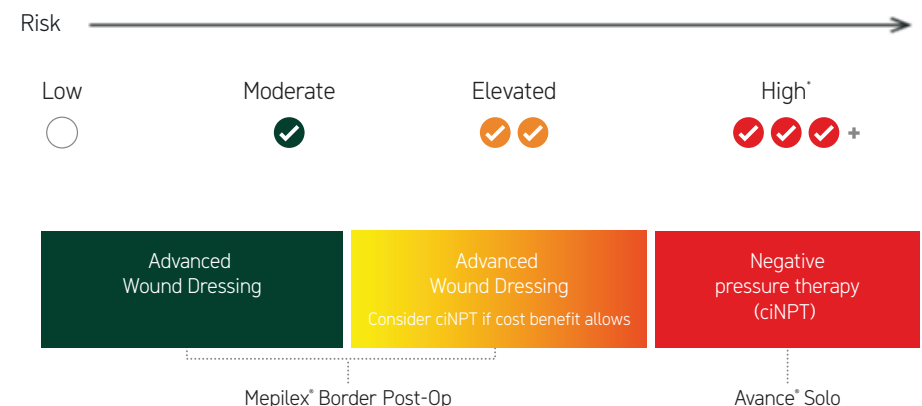 Risk
Low
Moderate
Elevated
High*
+
Advanced
Wound Dressing
Advanced
Wound Dressing
Consider ciNPT if cost benefit allows
Negative
pressure therapy
(ciNPT)
Mepilex® Border Post-Op
Avance® Solo